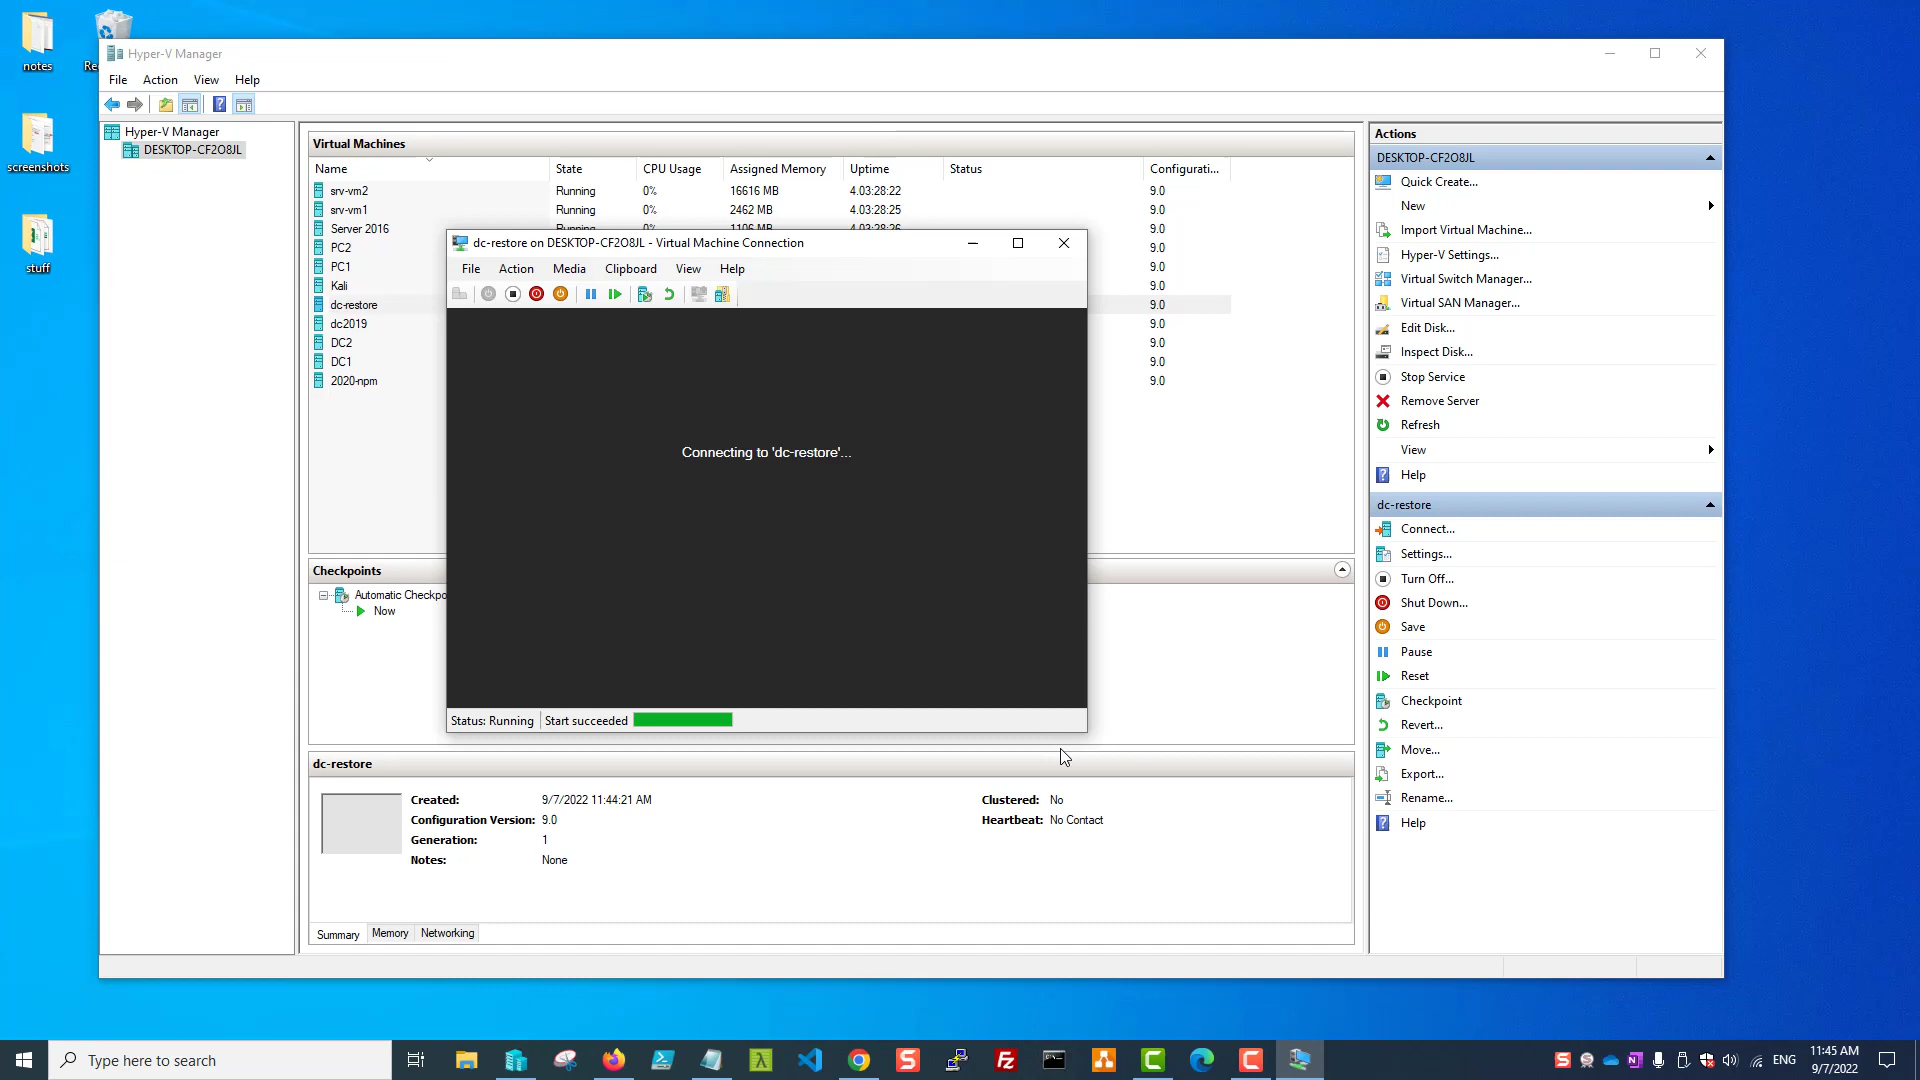 notes
Re
screenshots
stuff
Hyper-V Manager
File Action View Help
Hyper-V Manager
DESKTOP-CF2O8JL
Virtual Machines
Name State CPU Usage Assigned Memory Uptime Status Configurati...
srv-vm2 Running 0% 16616 MB 4.03:28:22 9.0
srv-vm1 Running 0% 2462 MB 4.03:28:25 9.0
Server 2016 Running 0% 1106 MB 4.03:28:26 9.0
PC2 9.0
PC1 9.0
Kali 9.0
dc-restore 9.0
dc2019 9.0
DC2 9.0
DC1 9.0
2020-npm 9.0
dc-restore on DESKTOP-CF2O8JL - Virtual Machine Connection
File Action Media Clipboard View Help
Connecting to 'dc-restore'...
Status: Running Start succeeded
Checkpoints
Automatic Checkpo
Now
dc-restore
Created: 9/7/2022 11:44:21 AM Clustered: No
Configuration Version: 9.0 Heartbeat: No Contact
Generation: 1
Notes: None
Summary Memory Networking
Actions
DESKTOP-CF2O8JL
Quick Create...
New
Import Virtual Machine...
Hyper-V Settings...
Virtual Switch Manager...
Virtual SAN Manager...
Edit Disk...
Inspect Disk...
Stop Service
Remove Server
Refresh
View
Help
dc-restore
Connect...
Settings...
Turn Off...
Shut Down...
Save
Pause
Reset
Checkpoint
Revert...
Move...
Export...
Rename...
Help
Type here to search
ENG
11:45 AM
9/7/2022